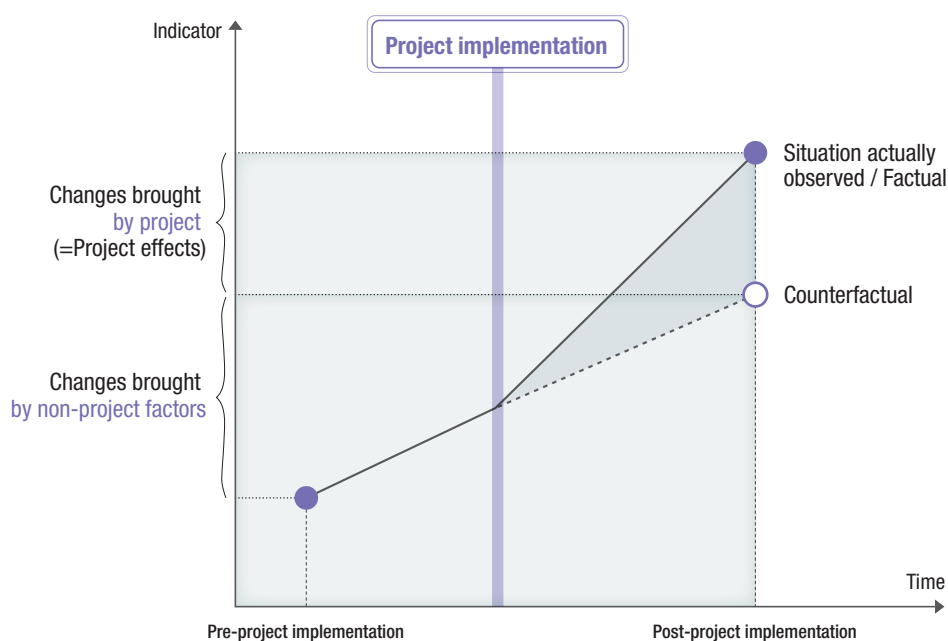 Indicator
Project implementation
Situation actually
observed / Factual
Changes brought
by project
(=Project effects)
Counterfactual
Changes brought
by non-project factors
Time
Pre-project implementation
Post-project implementation